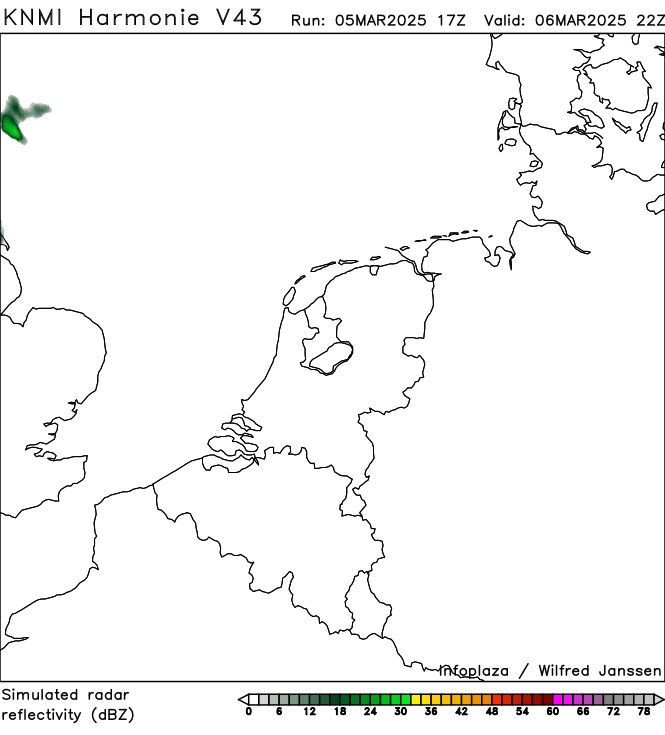 KNMI Harmonie V43 Run: 05MAR2025 17Z Valid: 06MAR2025 22Z
infoplaza / Wilfred Janssen
Simulated radar
reflectivity (dBZ)
0 6 12 18 24 30 36 42 48 54 60 66 72 78